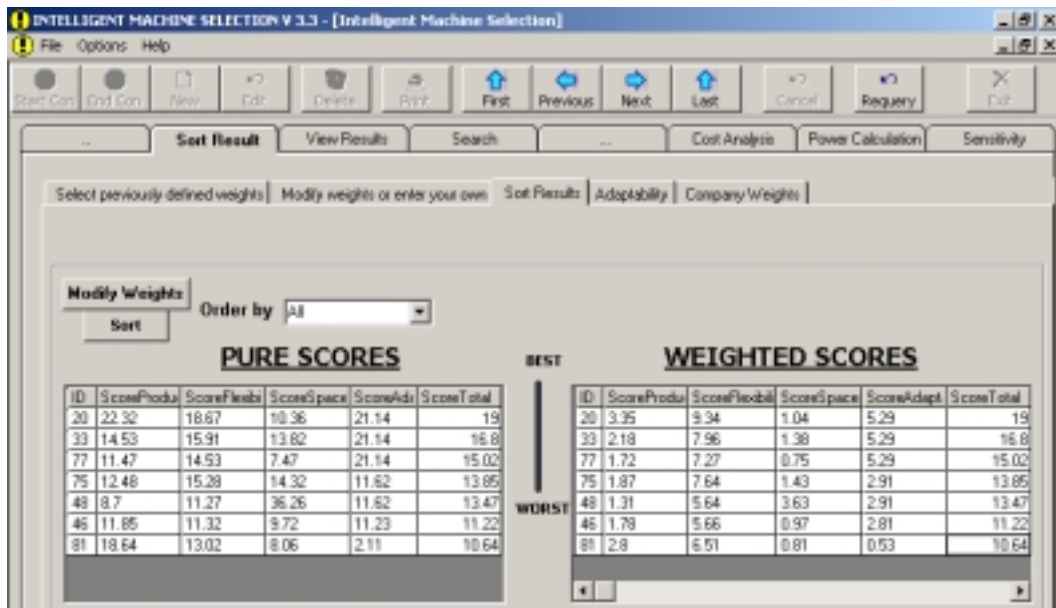 INTELLIGENT MACHINE SELECTION V 3.3 - [Intelligent Machine Selection]
File Options Help
Start Con End Con New Edit Delete Print First Previous Next Last Cancel Requery Exit
.. Sort Result View Results Search ... Cost Analysis Power Calculation Sensitivity
Select previously defined weights Modify weights or enter your own Sort Results Adaptability Company Weights
Modify Weights
Order by All
Sort
PURE SCORES BEST WEIGHTED SCORES
ID ScoreProdu ScoreFlexibi ScoreSpace ScoreAda ScoreTotal ID ScoreProdu ScoreFlexibil ScoreSpace ScoreAdapt ScoreTotal
20 22.32 18.67 10.36 21.14 19 20 3.35 9.34 1.04 5.29 19
33 14.53 15.91 13.82 21.14 16.8 33 2.18 7.96 1.38 5.29 16.8
77 11.47 14.53 7.47 21.14 15.02 77 1.72 7.27 0.75 5.29 15.02
75 12.48 15.28 14.32 11.62 13.85 75 1.87 7.64 1.43 2.91 13.85
48 8.7 11.27 36.26 11.62 13.47 WORST 48 1.31 5.64 3.63 2.91 13.47
46 11.85 11.32 9.72 11.23 11.22 46 1.78 5.66 0.97 2.81 11.22
81 18.64 13.02 8.06 2.11 10.64 81 2.8 6.51 0.81 0.53 10.64